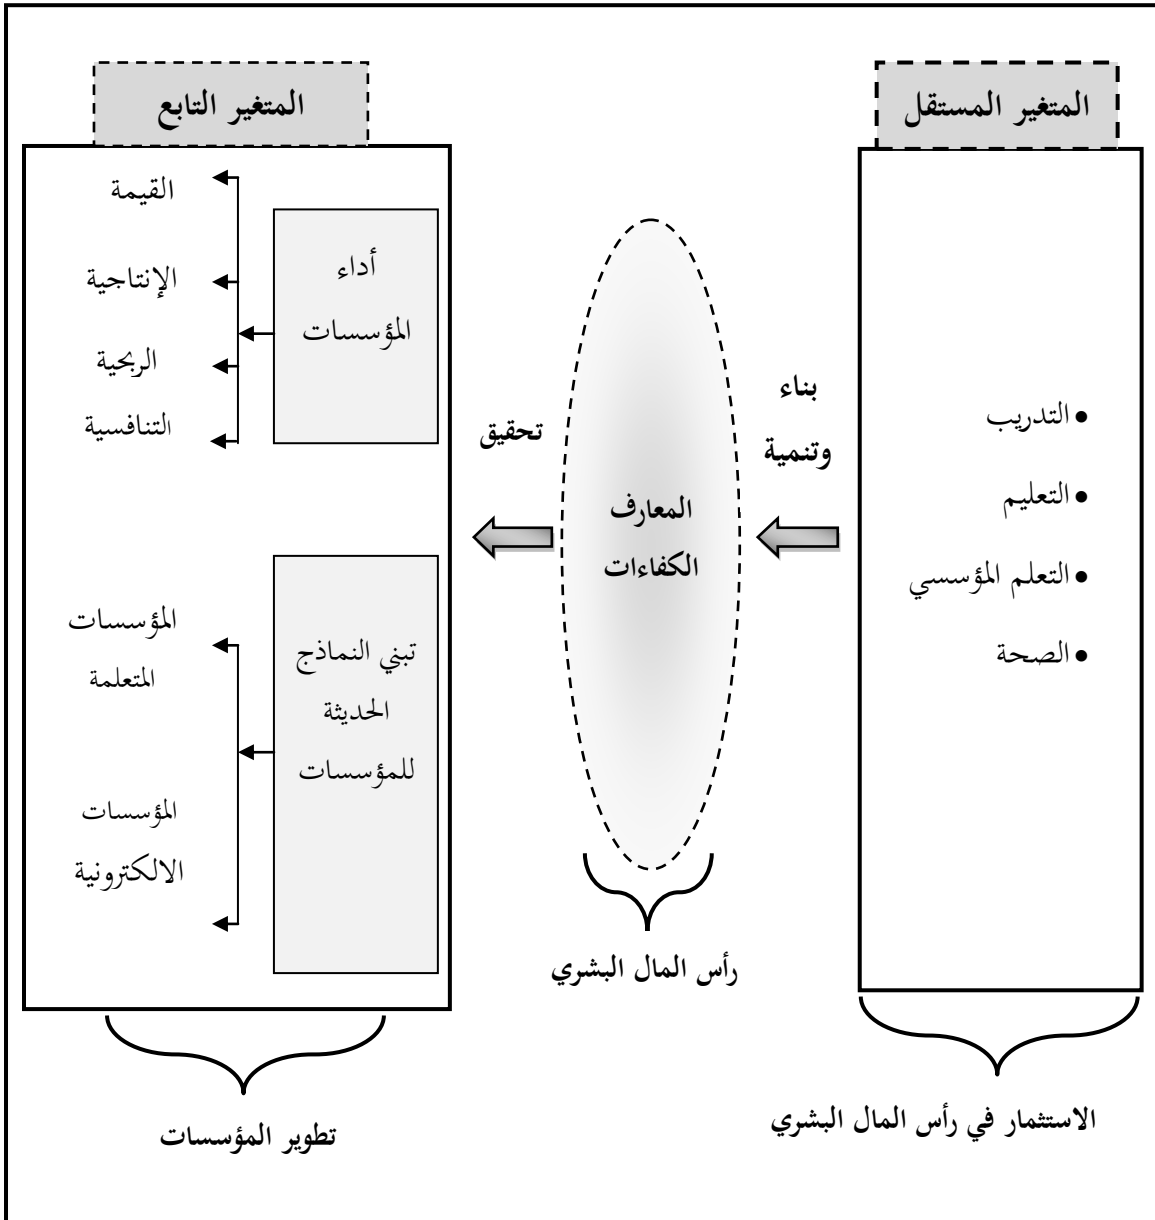 المتغير المستقل
• التدريب
• التعليم
• التعلم المؤسسي
• الصحة
الاستثمار في رأس المال البشري
بناء
وتنمية
المعارف
الكفاءات
رأس المال البشري
تحقيق
المتغير التابع
أداء
المؤسسات
القيمة
الإنتاجية
الربحية
التنافسية
تبني النماذج
الحديثة
للمؤسسات
المؤسسات
المتعلمة
المؤسسات
الالكترونية
تطوير المؤسسات